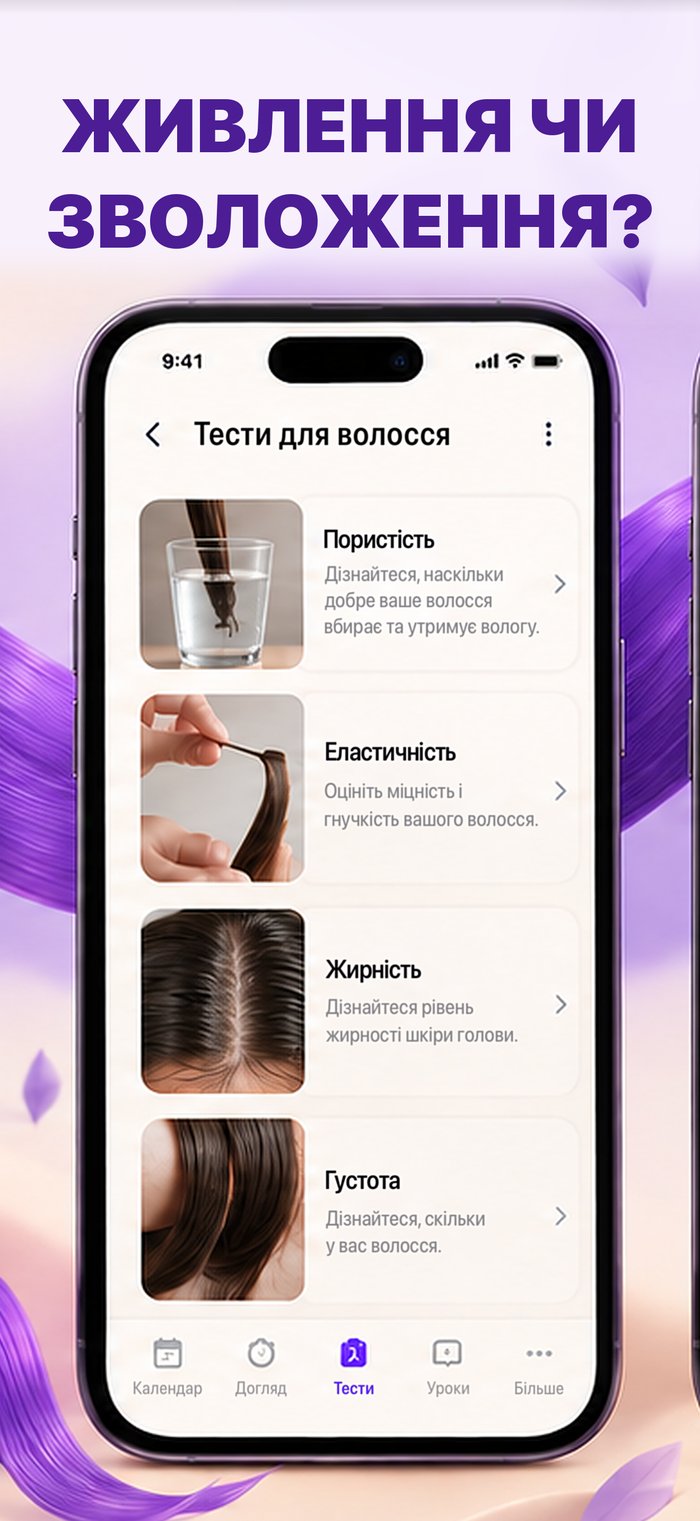 ЖИВЛЕННЯ ЧИ
ЗВОЛОЖЕННЯ?
9:41
Тести для волосся
Пористість
Дізнайтеся, наскільки
добре ваше волосся
вбирає та утримує вологу.
Еластичність
Оцініть міцність і
гнучкість вашого волосся.
Жирність
Дізнайтеся рівень
жирності шкіри голови.
Густота
Дізнайтеся, скільки
у вас волосся.
Календар
Догляд
Тести
Уроки
Більше